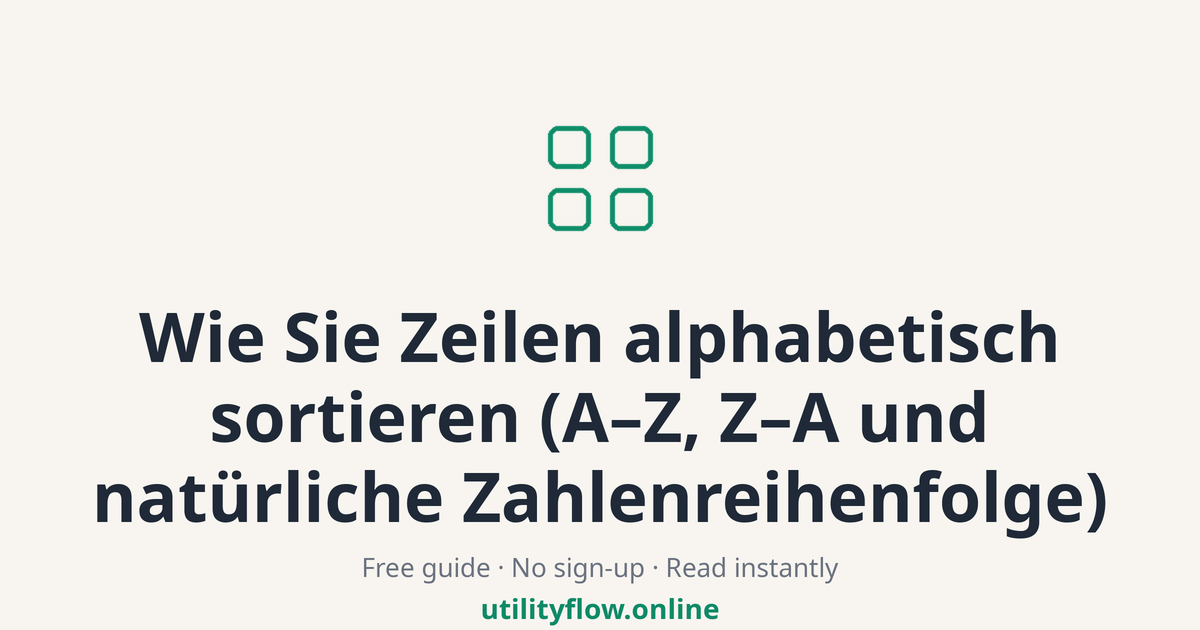 Wie Sie Zeilen alphabetisch
sortieren (A–Z, Z–A und
natürliche Zahlenreihenfolge)
Free guide · No sign-up · Read instantly
utilityflow.online